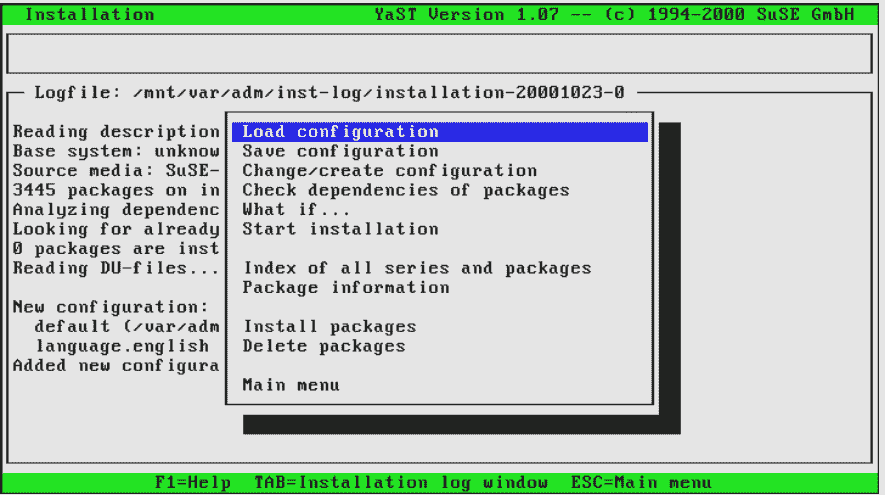 Installation YaST Version 1.07 -- (c) 1994-2000 SuSE GmbH
Logfile: /mnt/var/adm/inst-log/installation-20001023-0
Reading description
Base system: unknow
Source media: SuSE-
3445 packages on in
Analyzing dependenc
Looking for already
0 packages are inst
Reading DU-files...
New configuration:
default (/var/adm
language.english
Added new configura
Load configuration
Save configuration
Change/create configuration
Check dependencies of packages
What if...
Start installation
Index of all series and packages
Package information
Install packages
Delete packages
Main menu
F1=Help TAB=Installation log window ESC=Main menu